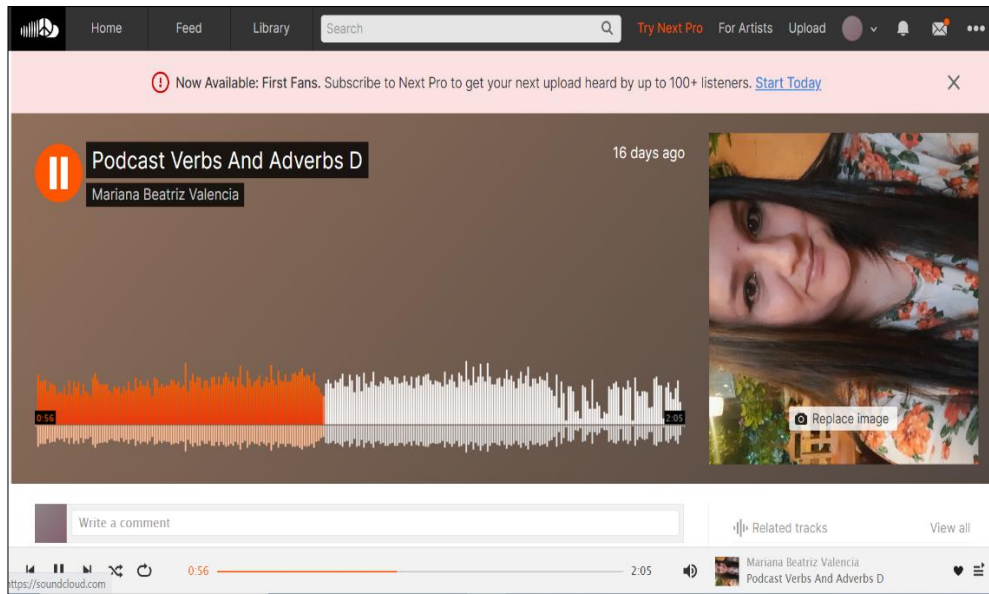 Home Feed Library Search Try Next Pro For Artists Upload
Now Available: First Fans. Subscribe to Next Pro to get your next upload heard by up to 100+ listeners. Start Today
Podcast Verbs And Adverbs D
16 days ago
Mariana Beatriz Valencia
0:56
2:05
Replace image
Write a comment
Related tracks
View all
0:56
2:05
Mariana Beatriz Valencia
Podcast Verbs And Adverbs D
ttps://soundcloud.com